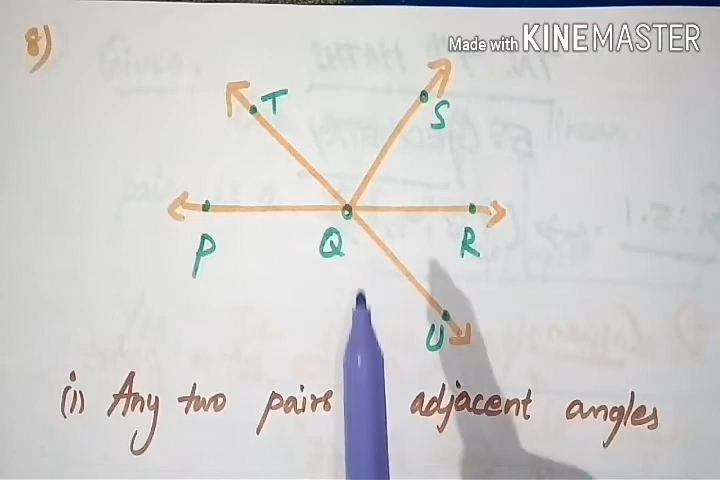 8)
Made with KINEMASTER
T
S
P
Q
R
U
(i) Any two pairs adjacent angles